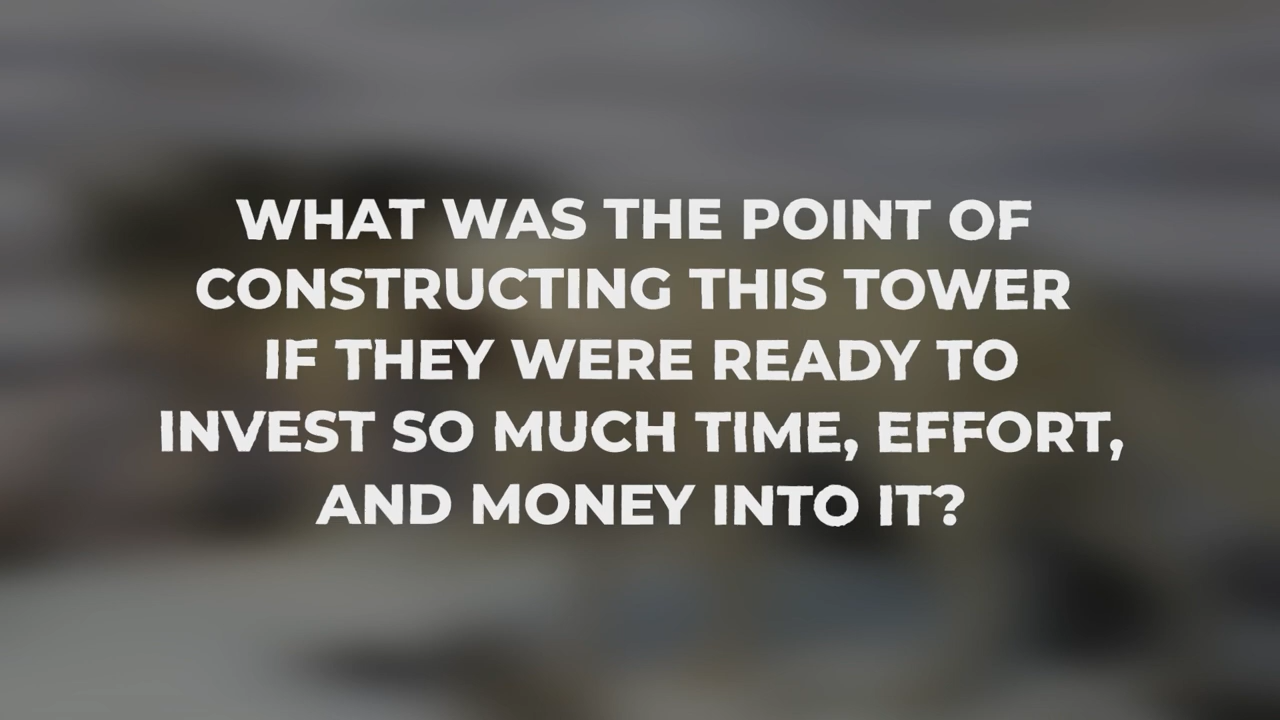 WHAT WAS THE POINT OF
CONSTRUCTING THIS TOWER
IF THEY WERE READY TO
INVEST SO MUCH TIME, EFFORT,
AND MONEY INTO IT?